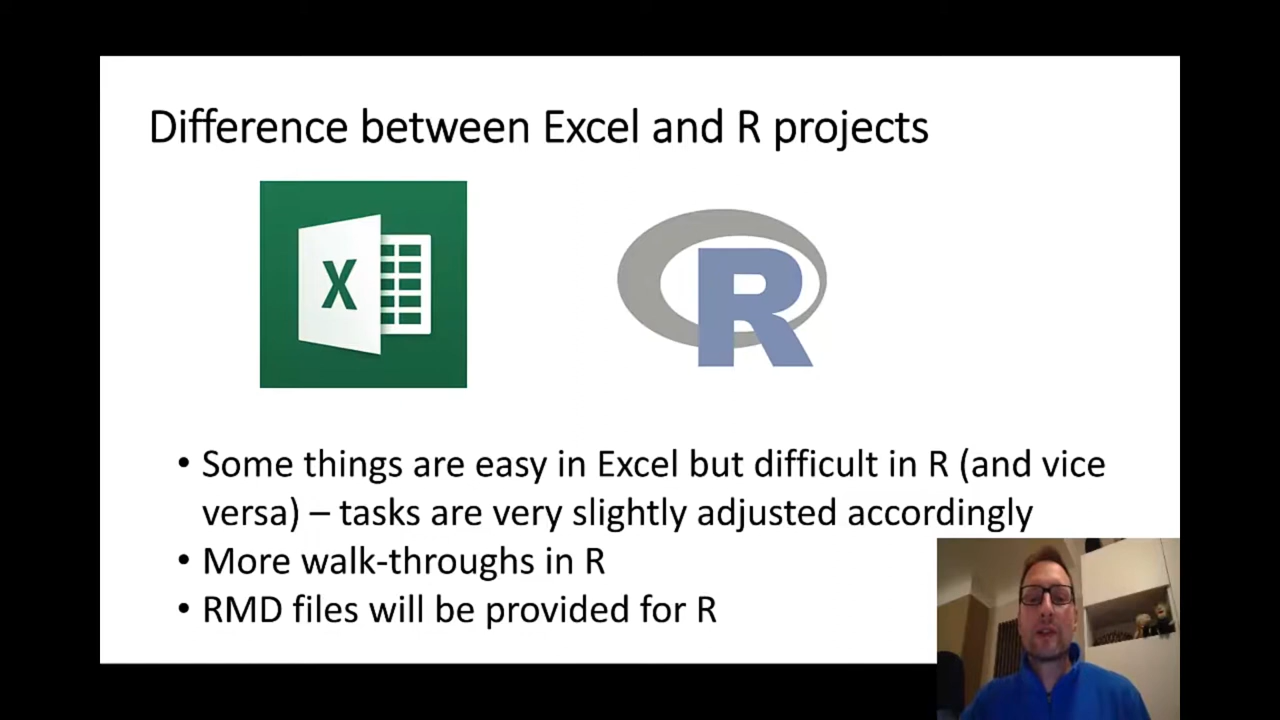 Difference between Excel and R projects
X
R
• Some things are easy in Excel but difficult in R (and vice
versa) – tasks are very slightly adjusted accordingly
• More walk-throughs in R
• RMD files will be provided for R